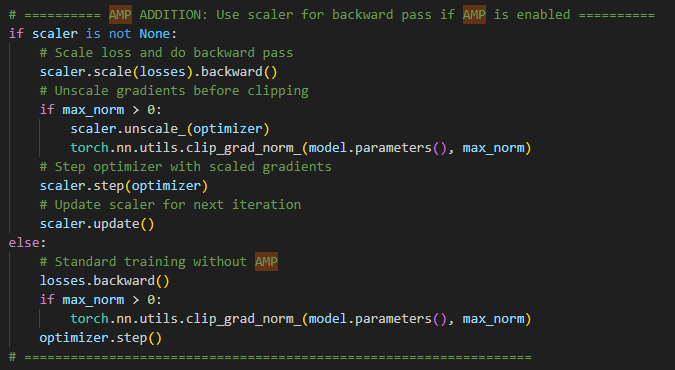 # ========== AMP ADDITION: Use scaler for backward pass if AMP is enabled ==========
if scaler is not None:
    # Scale loss and do backward pass
    scaler.scale(losses).backward()
    # Unscale gradients before clipping
    if max_norm > 0:
        scaler.unscale_(optimizer)
        torch.nn.utils.clip_grad_norm_(model.parameters(), max_norm)
    # Step optimizer with scaled gradients
    scaler.step(optimizer)
    # Update scaler for next iteration
    scaler.update()
else:
    # Standard training without AMP
    losses.backward()
    if max_norm > 0:
        torch.nn.utils.clip_grad_norm_(model.parameters(), max_norm)
    optimizer.step()
# ==================================================================